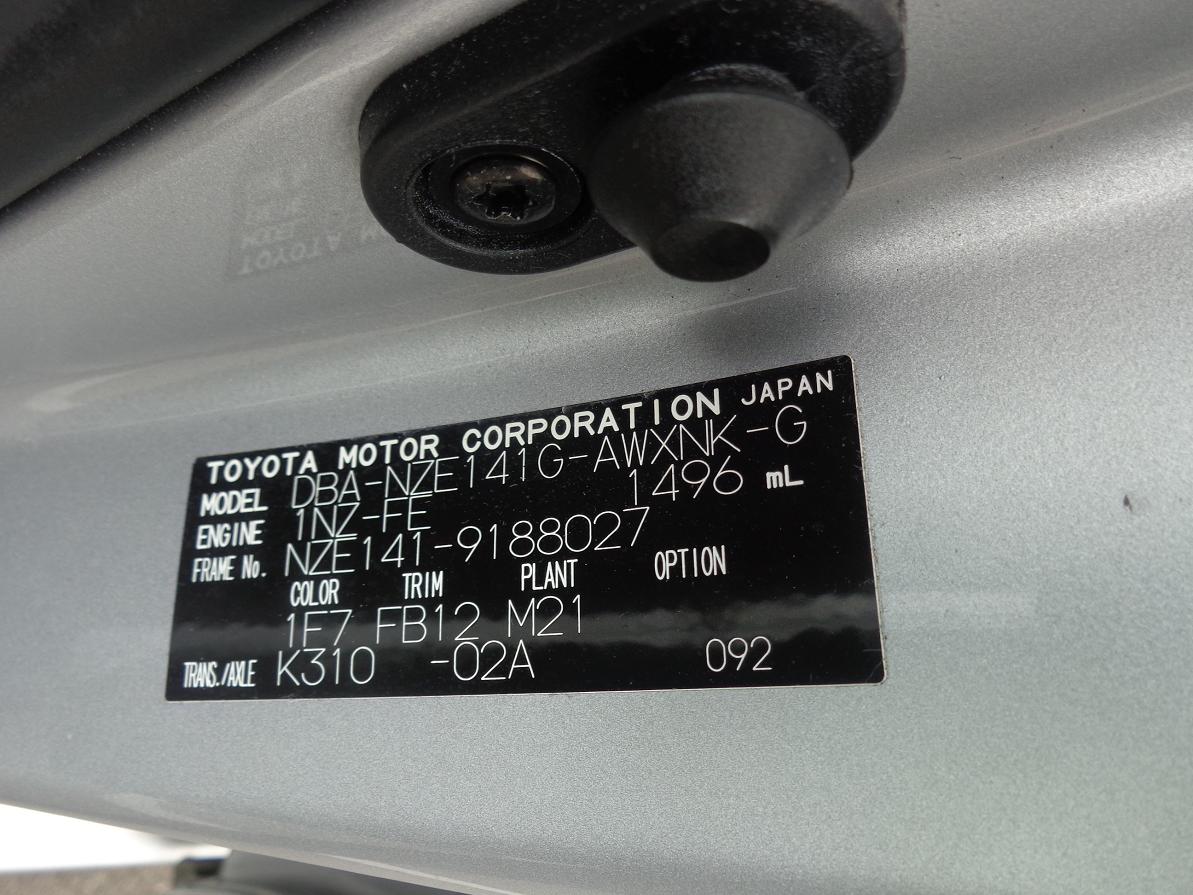 TOYOTA MOTOR CORPORATION JAPAN
MODEL DBA-NZE141G-AWXNK-G
ENGINE 1NZ-FE 1496 mL
FRAME No. NZE141-9188027
COLOR TRIM PLANT OPTION
1F7 FB12 M21
TRANS./AXLE K310 -02A 092